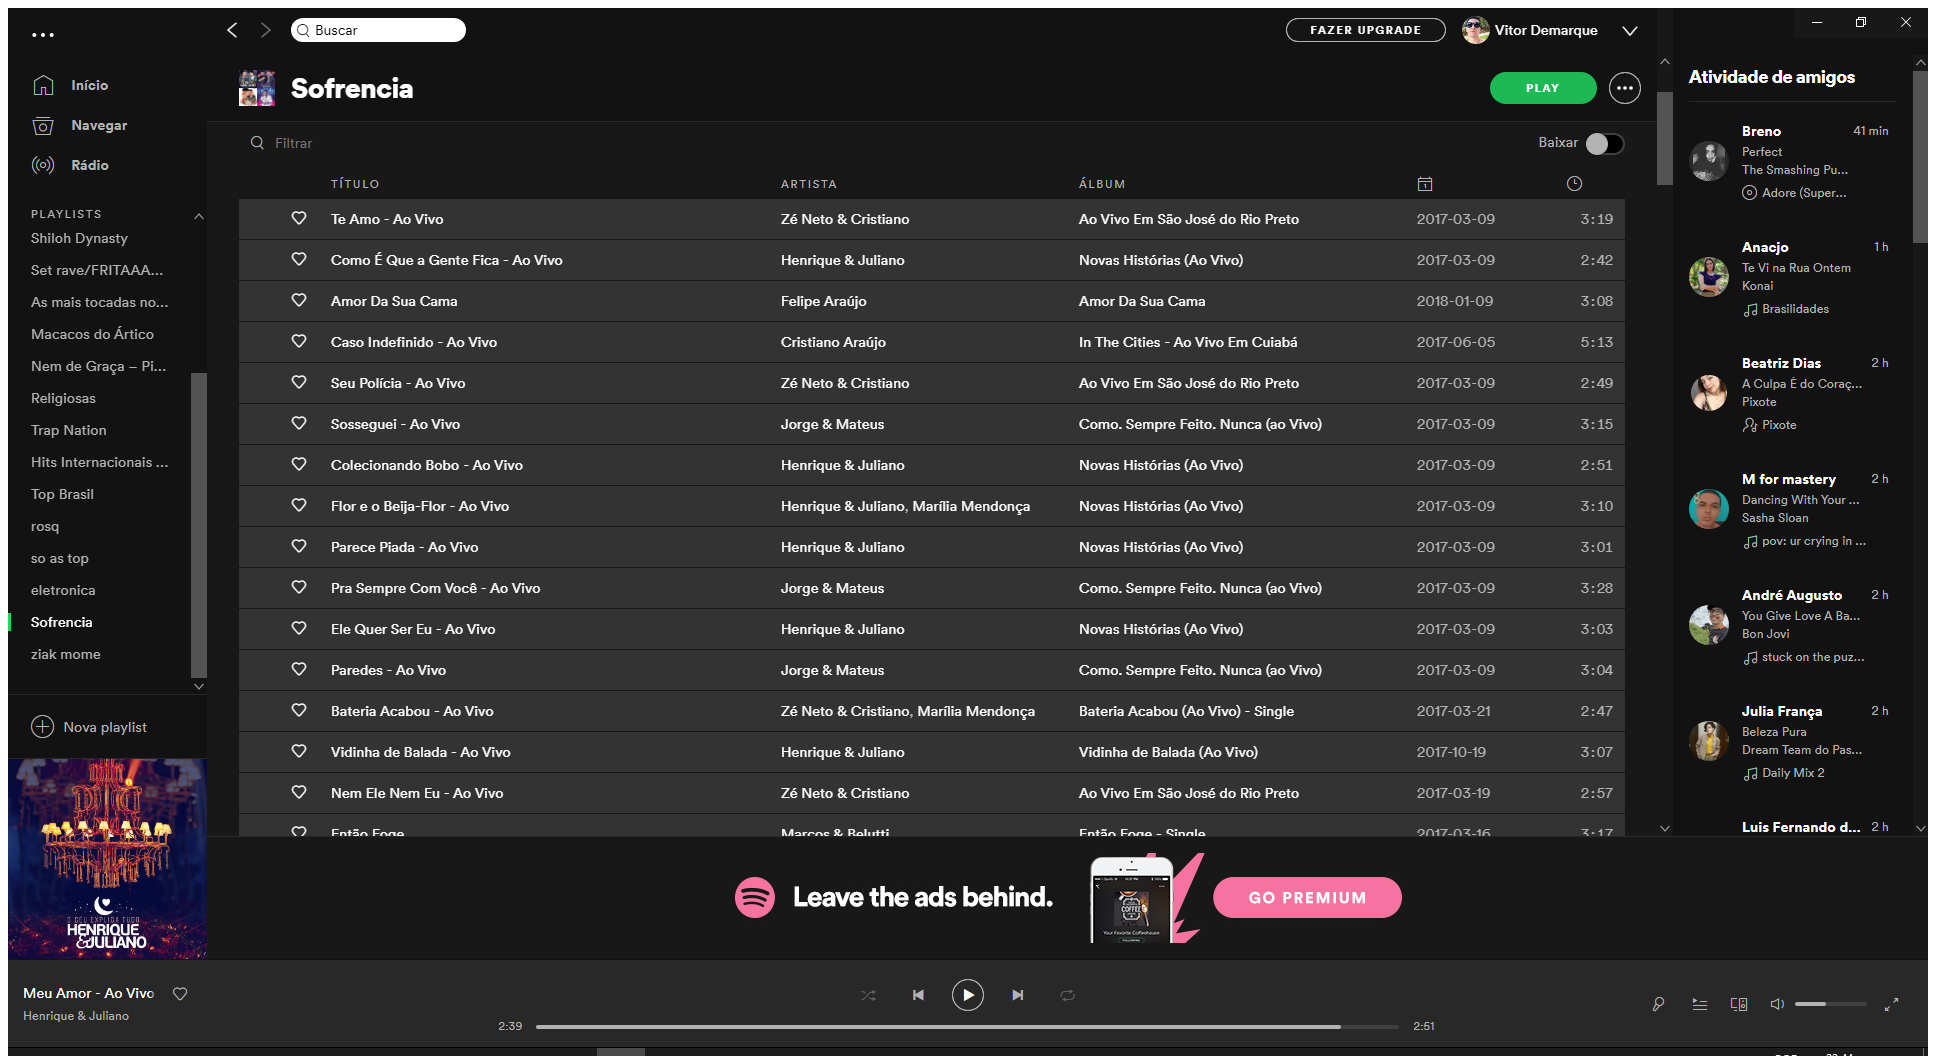 Buscar
FAZER UPGRADE
Vitor Demarque
Início
Navegar
Rádio
PLAYLISTS
Shiloh Dynasty
Set rave/FRITAAA...
As mais tocadas no...
Macacos do Ártico
Nem de Graça – Pi...
Religiosas
Trap Nation
Hits Internacionais ...
Top Brasil
rosq
so as top
eletronica
Sofrencia
ziak mome
Nova playlist
O CÉU EXPLICA TUDO
HENRIQUE
&JULIANO
Sofrencia
PLAY
Filtrar
Baixar
TÍTULO ARTISTA ÁLBUM
Te Amo - Ao Vivo Zé Neto & Cristiano Ao Vivo Em São José do Rio Preto 2017-03-09 3:19
Como É Que a Gente Fica - Ao Vivo Henrique & Juliano Novas Histórias (Ao Vivo) 2017-03-09 2:42
Amor Da Sua Cama Felipe Araújo Amor Da Sua Cama 2018-01-09 3:08
Caso Indefinido - Ao Vivo Cristiano Araújo In The Cities - Ao Vivo Em Cuiabá 2017-06-05 5:13
Seu Polícia - Ao Vivo Zé Neto & Cristiano Ao Vivo Em São José do Rio Preto 2017-03-09 2:49
Sosseguei - Ao Vivo Jorge & Mateus Como. Sempre Feito. Nunca (ao Vivo) 2017-03-09 3:15
Colecionando Bobo - Ao Vivo Henrique & Juliano Novas Histórias (Ao Vivo) 2017-03-09 2:51
Flor e o Beija-Flor - Ao Vivo Henrique & Juliano, Marília Mendonça Novas Histórias (Ao Vivo) 2017-03-09 3:10
Parece Piada - Ao Vivo Henrique & Juliano Novas Histórias (Ao Vivo) 2017-03-09 3:01
Pra Sempre Com Você - Ao Vivo Jorge & Mateus Como. Sempre Feito. Nunca (ao Vivo) 2017-03-09 3:28
Ele Quer Ser Eu - Ao Vivo Henrique & Juliano Novas Histórias (Ao Vivo) 2017-03-09 3:03
Paredes - Ao Vivo Jorge & Mateus Como. Sempre Feito. Nunca (ao Vivo) 2017-03-09 3:04
Bateria Acabou - Ao Vivo Zé Neto & Cristiano, Marília Mendonça Bateria Acabou (Ao Vivo) - Single 2017-03-21 2:47
Vidinha de Balada - Ao Vivo Henrique & Juliano Vidinha de Balada (Ao Vivo) 2017-10-19 3:07
Nem Ele Nem Eu - Ao Vivo Zé Neto & Cristiano Ao Vivo Em São José do Rio Preto 2017-03-19 2:57
Então Foge Marcos & Belutti Então Foge - Single 2017-03-16 3:17
Atividade de amigos
Breno 41 min
Perfect
The Smashing Pu...
Adore (Super...
Anacjo 1 h
Te Vi na Rua Ontem
Konai
Brasilidades
Beatriz Dias 2 h
A Culpa É do Coraç...
Pixote
Pixote
M for mastery 2 h
Dancing With Your ...
Sasha Sloan
pov: ur crying in ...
André Augusto 2 h
You Give Love A Ba...
Bon Jovi
stuck on the puz...
Julia França 2 h
Beleza Pura
Dream Team do Pas...
Daily Mix 2
Luis Fernando d... 2 h
Leave the ads behind.
COFFEE
Your Favorite Coffeehouse
FOLLOWING
GO PREMIUM
Meu Amor - Ao Vivo
Henrique & Juliano
2:39 2:51